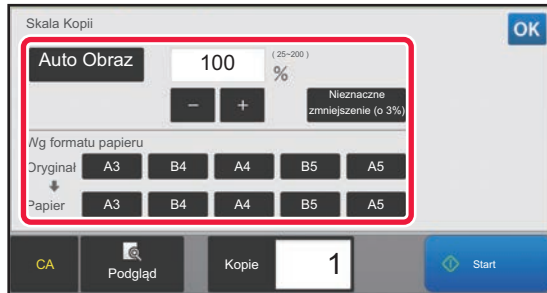 Skala Kopii
OK
Auto Obraz
100
(25~200)
%
−
+
Nieznaczne
zmniejszenie (o 3%)
Wg formatu papieru
Oryginał A3 B4 A4 B5 A5
Papier A3 B4 A4 B5 A5
CA
Podgląd
Kopie
1
Start